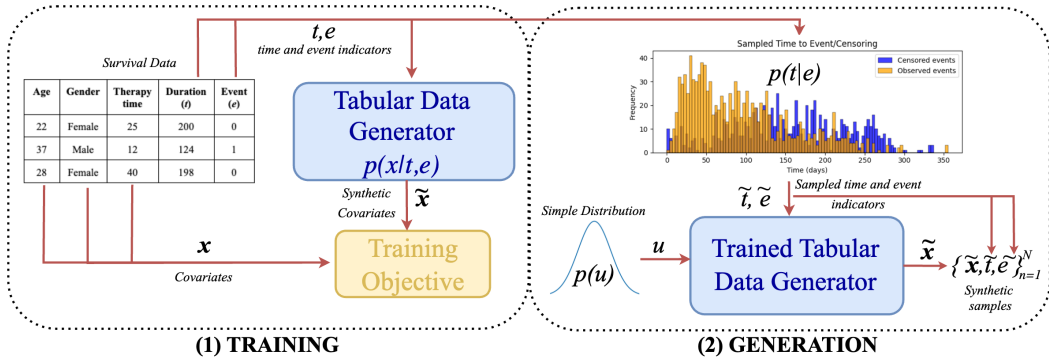 t,e
time and event indicators
Survival Data
Age Gender Therapy time Duration (t) Event (e)
22 Female 25 200 0
37 Male 12 124 1
28 Female 40 198 0
Tabular Data
Generator
p(x|t,e)
Synthetic
Covariates
x̃
x
Covariates
Training
Objective
(1) TRAINING
Sampled Time to Event/Censoring
p(t|e)
Censored events
Observed events
Frequency
40
30
20
10
0
0 50 100 150 200 250 300 350
Time (days)
t̃, ẽ
Sampled time and event
indicators
Simple Distribution
p(u)
u
Trained Tabular
Data Generator
x̃
{x̃,t̃,ẽ}ᴺₙ₌₁
Synthetic
samples
(2) GENERATION